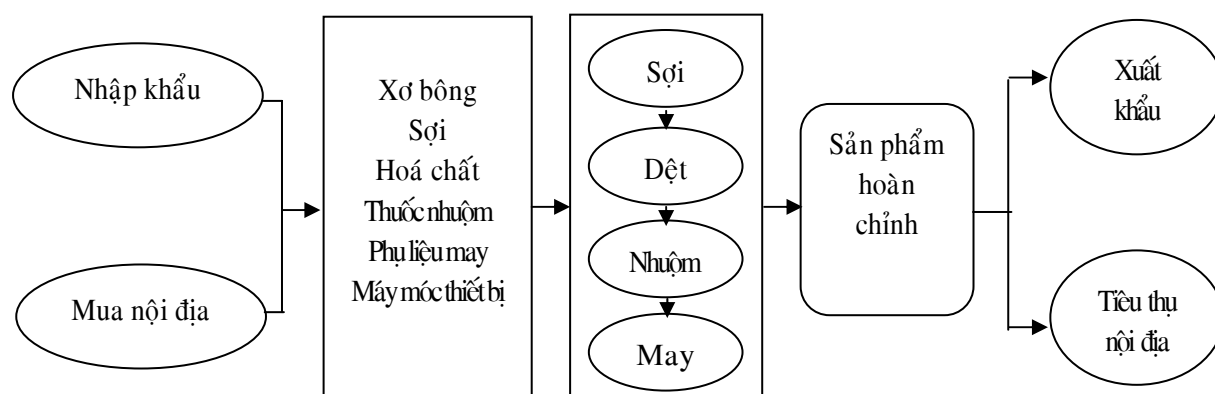 Nhập khẩu
Mua nội địa
Xơ bông
Sợi
Hoá chất
Thuốc nhuộm
Phụ liệu may
Máy móc thiết bị
Sợi
Dệt
Nhuộm
May
Sản phẩm
hoàn
chỉnh
Xuất
khẩu
Tiêu thụ
nội địa